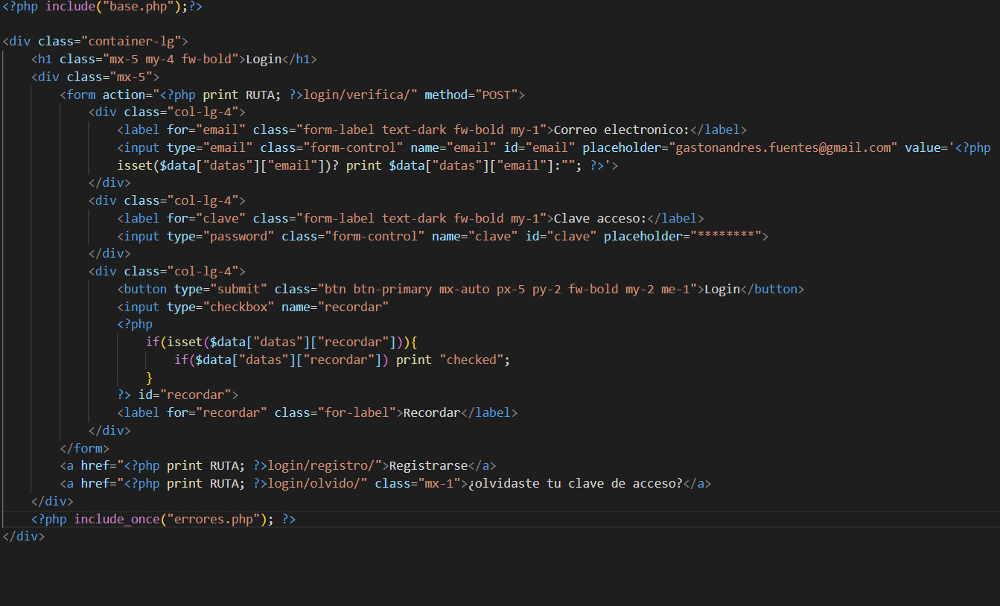 <?php include("base.php");?>
<div class="container-lg">
<h1 class="mx-5 my-4 fw-bold">Login</h1>
<div class="mx-5">
<form action="<?php print RUTA; ?>login/verifica/" method="POST">
<div class="col-lg-4">
<label for="email" class="form-label text-dark fw-bold my-1">Correo electronico:</label>
<input type="email" class="form-control" name="email" id="email" placeholder="gastonandres.fuentes@gmail.com" value='<?php
isset($data["datas"]["email"])? print $data["datas"]["email"]:""; ?>'>
</div>
<div class="col-lg-4">
<label for="clave" class="form-label text-dark fw-bold my-1">Clave acceso:</label>
<input type="password" class="form-control" name="clave" id="clave" placeholder="********">
</div>
<div class="col-lg-4">
<button type="submit" class="btn btn-primary mx-auto px-5 py-2 fw-bold my-2 me-1">Login</button>
<input type="checkbox" name="recordar"
<?php
if(isset($data["datas"]["recordar"])){
if($data["datas"]["recordar"]) print "checked";
}
?> id="recordar">
<label for="recordar" class="for-label">Recordar</label>
</div>
</form>
<a href="<?php print RUTA; ?>login/registro/">Registrarse</a>
<a href="<?php print RUTA; ?>login/olvido/" class="mx-1">¿olvidaste tu clave de acceso?</a>
</div>
<?php include_once("errores.php"); ?>
</div>